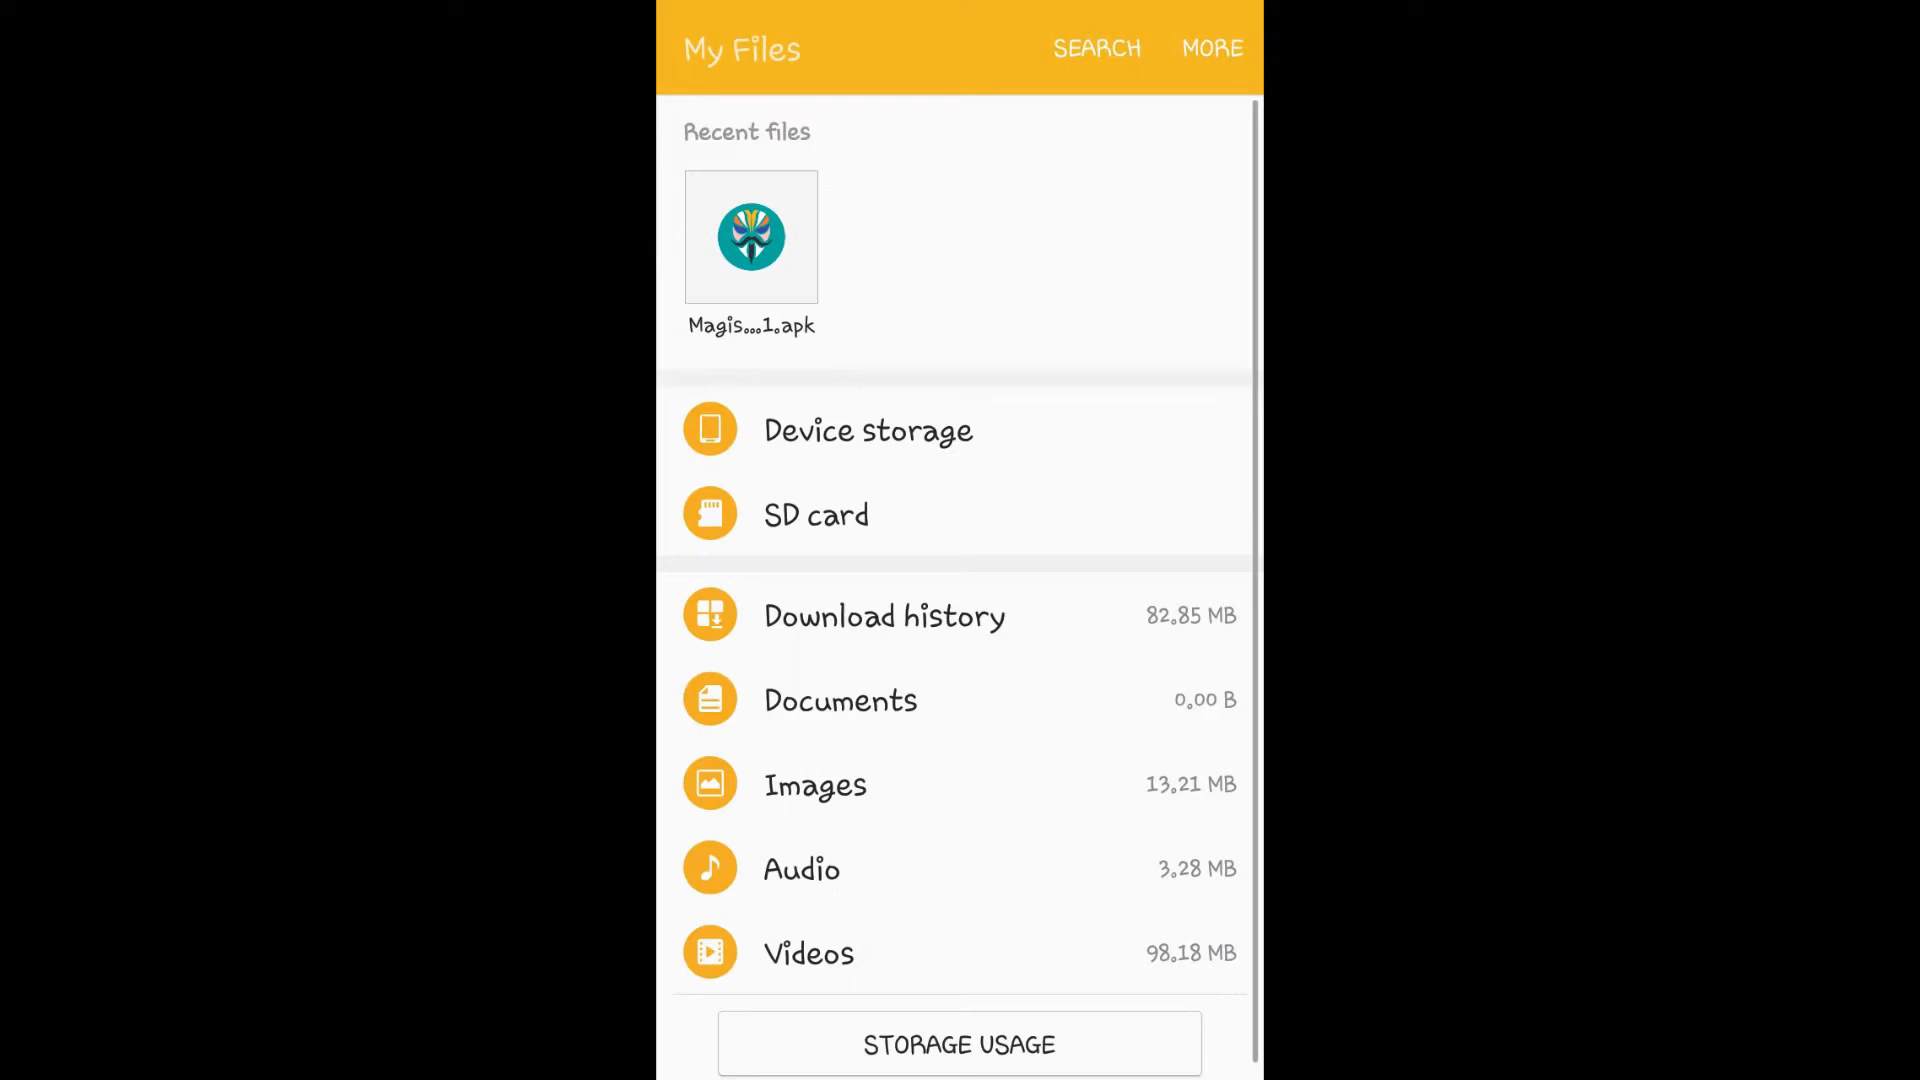 My Files
SEARCH
MORE
Recent files
Magis...1.apk
Device storage
SD card
Download history
82.85 MB
Documents
0.00 B
Images
13.21 MB
Audio
3.28 MB
Videos
98.18 MB
STORAGE USAGE